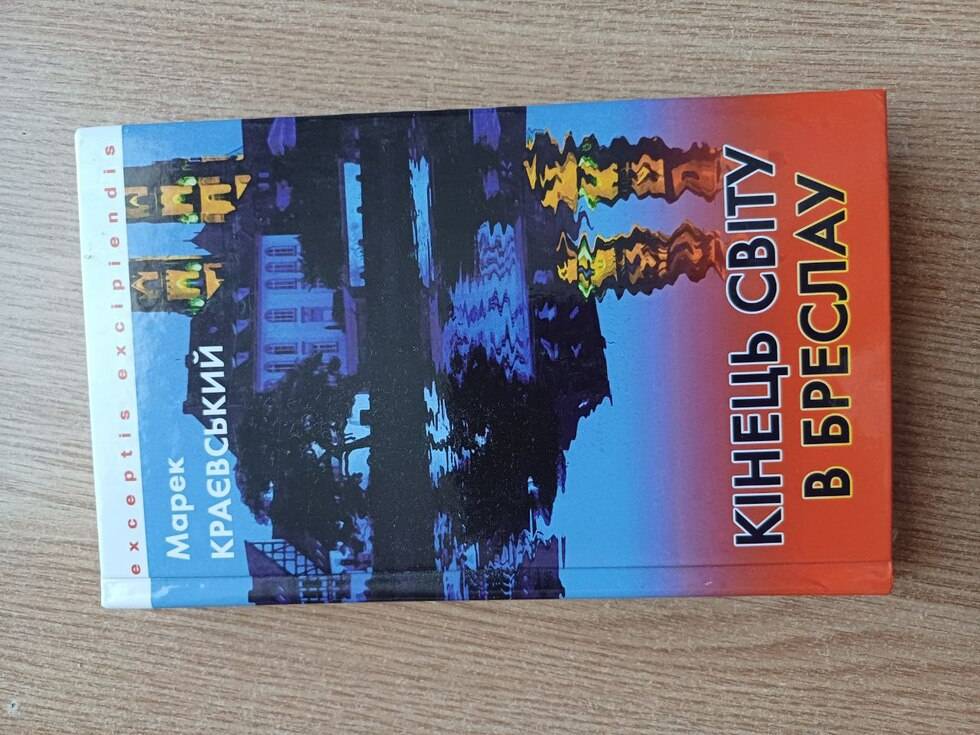 exceptis excipiendis
Марек
КРАЄВСЬКИЙ
КІНЕЦЬ СВІТУ
В БРЕСЛАУ